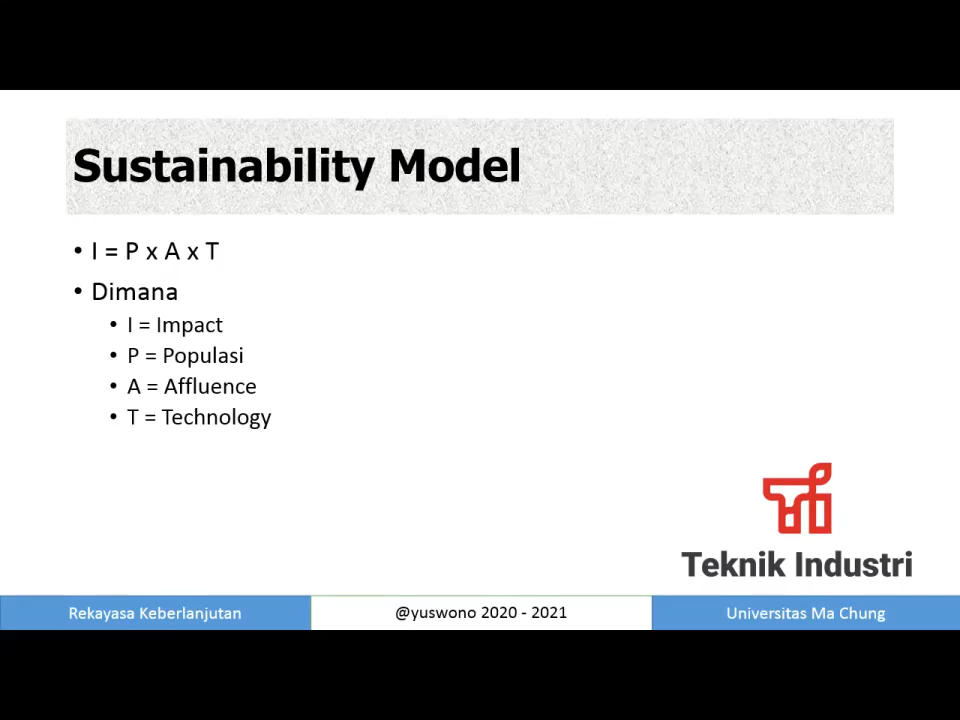 Sustainability Model
• I = P x A x T
• Dimana
• I = Impact
• P = Populasi
• A = Affluence
• T = Technology
Teknik Industri
Rekayasa Keberlanjutan
@yuswono 2020 - 2021
Universitas Ma Chung